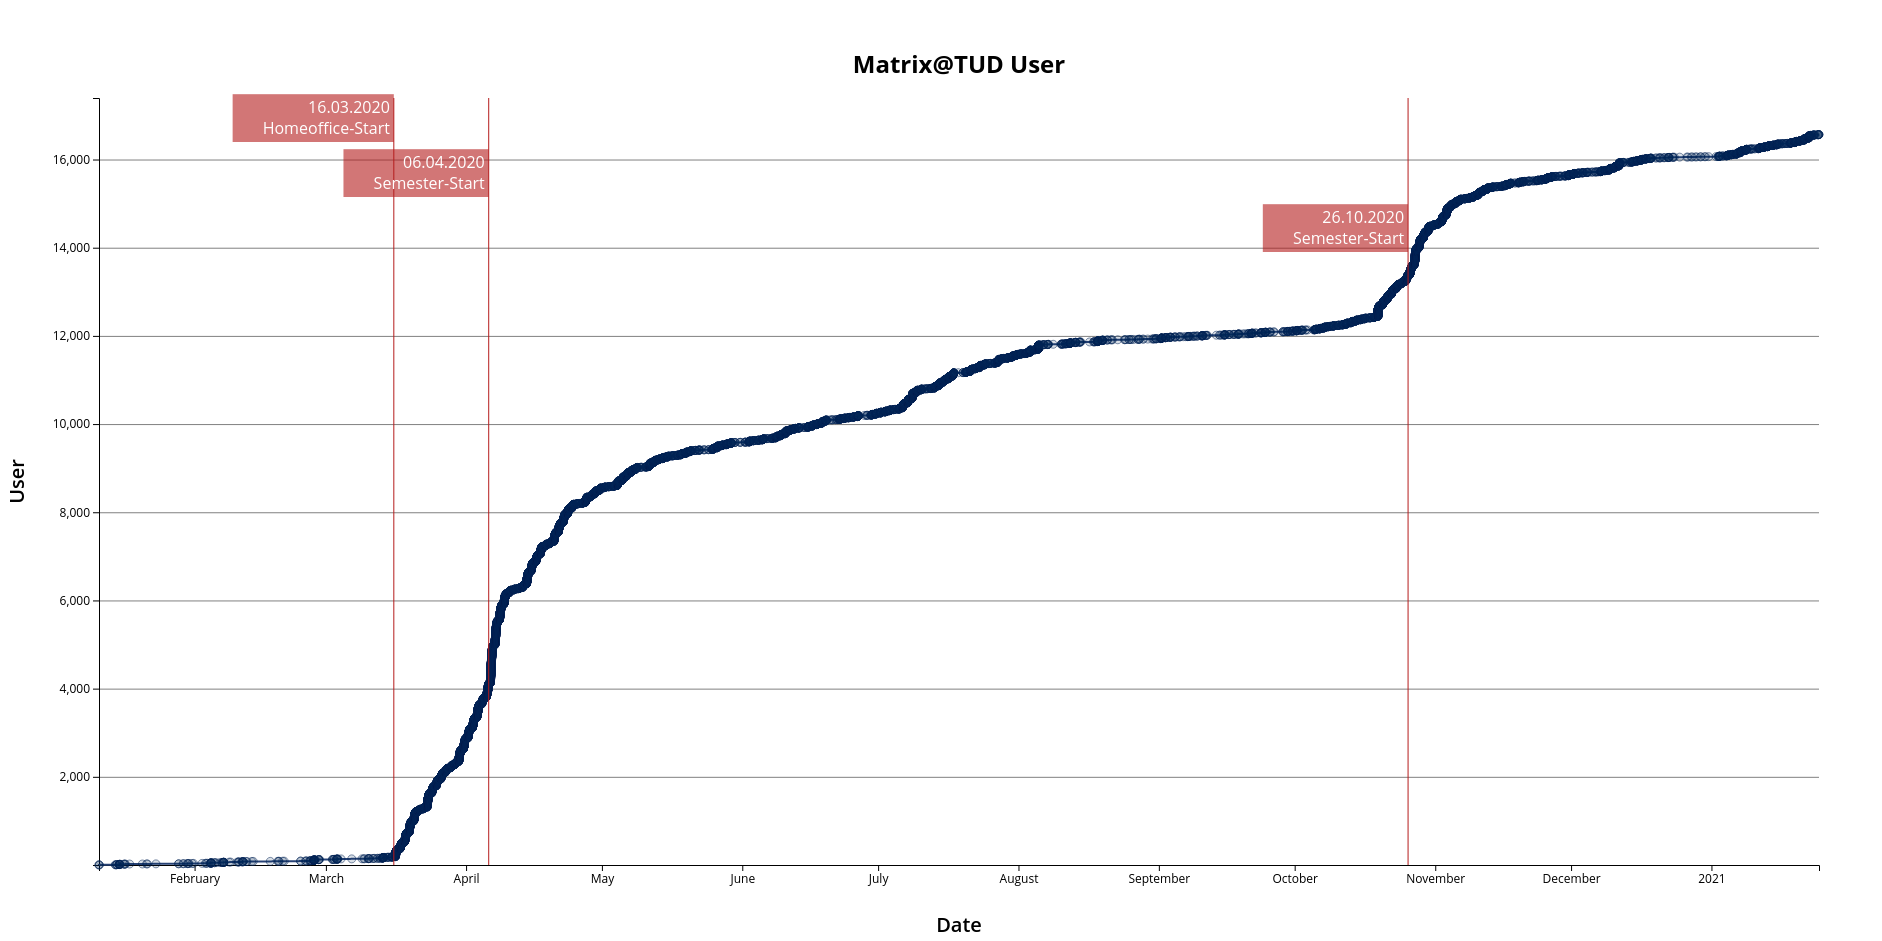 Matrix@TUD User
16.03.2020
Homeoffice-Start
06.04.2020
Semester-Start
26.10.2020
Semester-Start
16,000
14,000
12,000
10,000
8,000
6,000
4,000
2,000
User
February March April May June July August September October November December 2021
Date